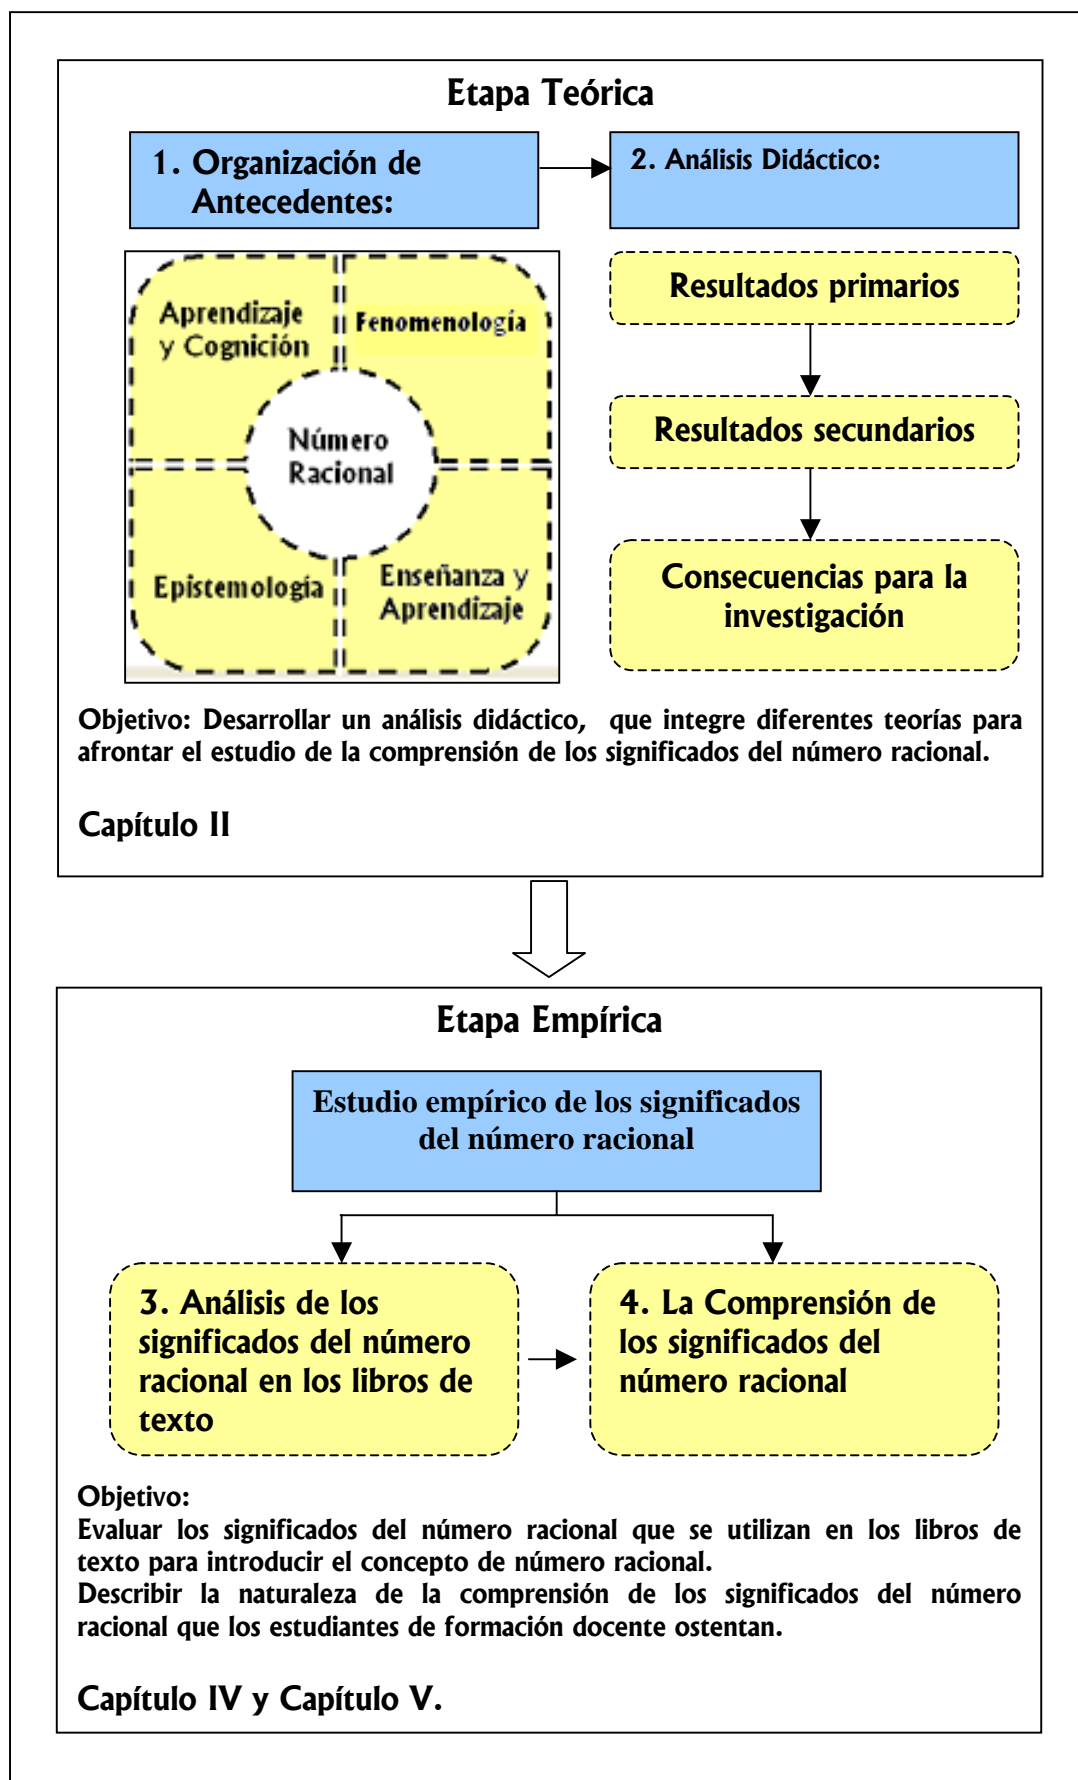 Etapa Teórica
1. Organización de
Antecedentes:
2. Análisis Didáctico:
Aprendizaje
y Cognición
Fenomenología
Número
Racional
Epistemología
Enseñanza y
Aprendizaje
Resultados primarios
Resultados secundarios
Consecuencias para la
investigación
Objetivo: Desarrollar un análisis didáctico, que integre diferentes teorías para
afrontar el estudio de la comprensión de los significados del número racional.
Capítulo II
Etapa Empírica
Estudio empírico de los significados
del número racional
3. Análisis de los
significados del número
racional en los libros de
texto
4. La Comprensión de
los significados del
número racional
Objetivo:
Evaluar los significados del número racional que se utilizan en los libros de
texto para introducir el concepto de número racional.
Describir la naturaleza de la comprensión de los significados del número
racional que los estudiantes de formación docente ostentan.
Capítulo IV y Capítulo V.